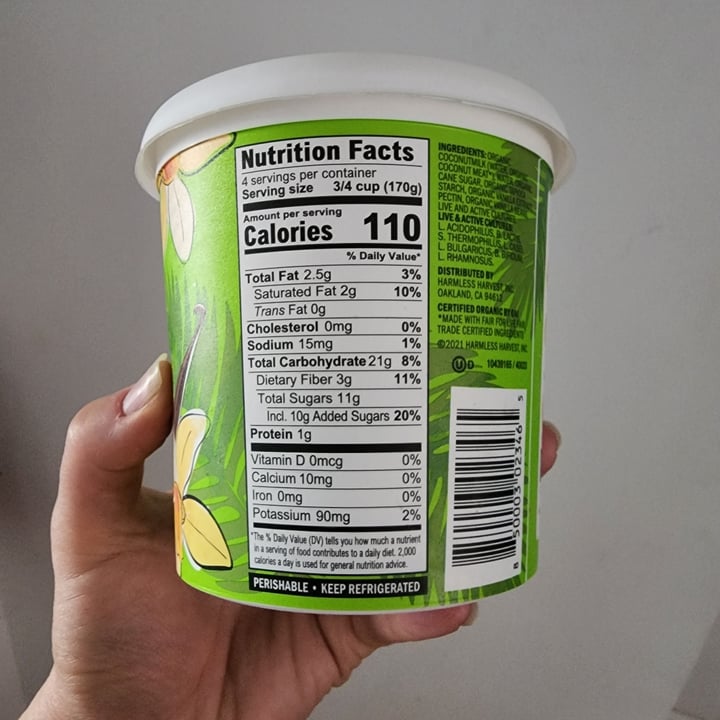 Nutrition Facts
4 servings per container
Serving size 3/4 cup (170g)
Amount per serving
Calories 110
% Daily Value*
Total Fat 2.5g 3%
Saturated Fat 2g 10%
Trans Fat 0g
Cholesterol 0mg 0%
Sodium 15mg 1%
Total Carbohydrate 21g 8%
Dietary Fiber 3g 11%
Total Sugars 11g
Incl. 10g Added Sugars 20%
Protein 1g
Vitamin D 0mcg 0%
Calcium 10mg 0%
Iron 0mg 0%
Potassium 90mg 2%
*The % Daily Value (DV) tells you how much a nutrient
in a serving of food contributes to a daily diet. 2,000
calories a day is used for general nutrition advice.
PERISHABLE • KEEP REFRIGERATED
INGREDIENTS: ORGANIC
COCONUTMILK (WATER,
COCONUT MEAT*
CANE SUGAR,
STARCH, ORGANIC
PECTIN, ORGANIC
LIVE AND ACTIVE
LIVE & ACTIVE CULTURES:
L. ACIDOPHILUS,
S. THERMOPHILUS,
L. BULGARICUS,
L. RHAMNOSUS.
DISTRIBUTED BY
HARMLESS HARVEST, INC.
OAKLAND, CA 94612
CERTIFIED ORGANIC BY
*MADE WITH FAIR FOR LIFE FAIR
TRADE CERTIFIED INGREDIENTS
©2021 HARMLESS HARVEST, INC.
U D
8 50003 02346 5